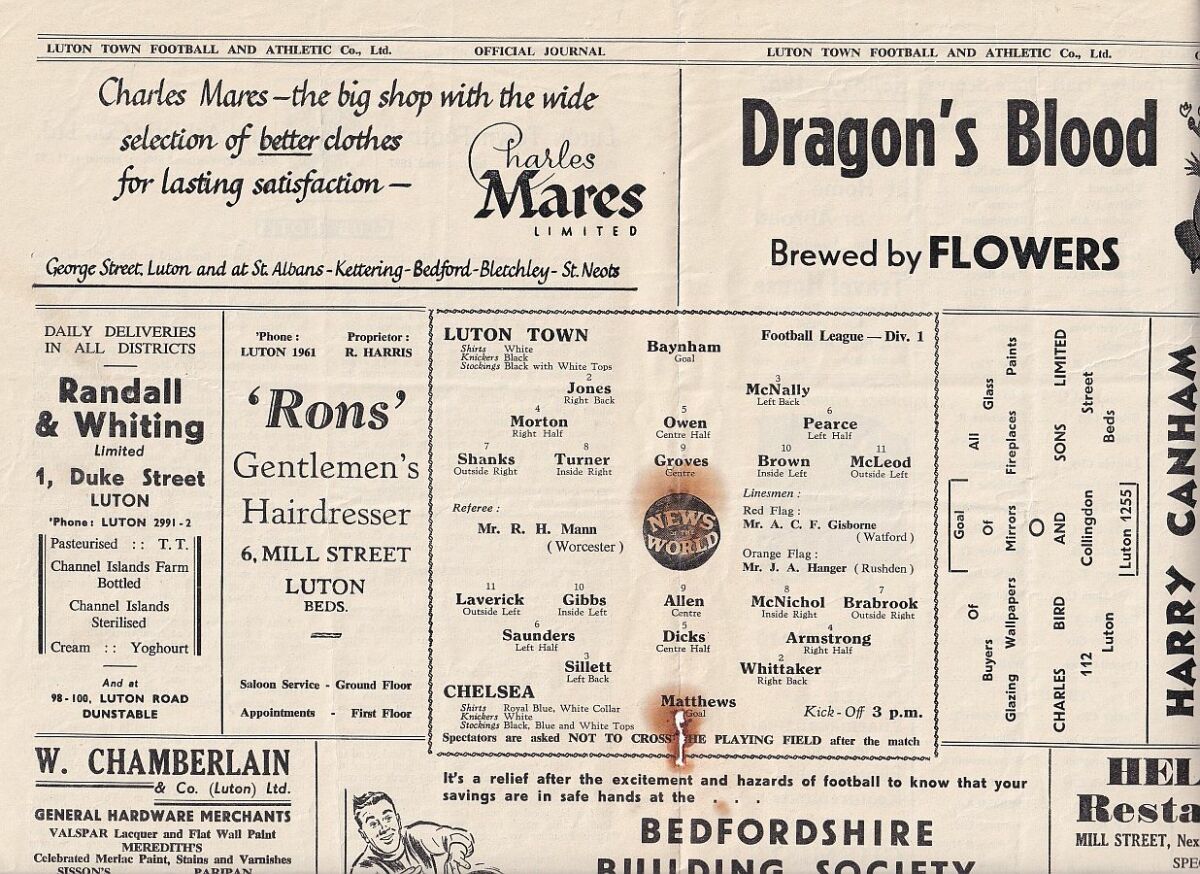 LUTON TOWN FOOTBALL AND ATHLETIC Co., Ltd.
OFFICIAL JOURNAL
LUTON TOWN FOOTBALL AND ATHLETIC Co., Ltd.
Charles Mares—the big shop with the wide
selection of better clothes
for lasting satisfaction—
Charles
Mares
LIMITED
George Street, Luton and at St. Albans-Kettering-Bedford-Bletchley-St. Neots
Dragon's Blood
Brewed by FLOWERS
DAILY DELIVERIES
IN ALL DISTRICTS
Randall
& Whiting
Limited
1, Duke Street
LUTON
'Phone: LUTON 2991-2
Pasteurised :: T. T.
Channel Islands Farm
Bottled
Channel Islands
Sterilised
Cream :: Yoghourt
And at
98-100, LUTON ROAD
DUNSTABLE
'Phone: Proprietor:
LUTON 1961 R. HARRIS
'Rons'
Gentlemen's
Hairdresser
6, MILL STREET
LUTON
BEDS.
Saloon Service - Ground Floor
Appointments - First Floor
LUTON TOWN
Football League — Div. 1
Shirts White
Knickers Black
Stockings Black with White Tops
Baynham
Goal
2 3
Jones McNally
Right Back Left Back
4 5 6
Morton Owen Pearce
Right Half Centre Half Left Half
7 8 9 10 11
Shanks Turner Groves Brown McLeod
Outside Right Inside Right Centre Inside Left Outside Left
Referee:
Mr. R. H. Mann
(Worcester)
NEWS
OF THE
WORLD
Linesmen:
Red Flag:
Mr. A. C. F. Gisborne
(Watford)
Orange Flag:
Mr. J. A. Hanger (Rushden)
11 10 9 8 7
Laverick Gibbs Allen McNichol Brabrook
Outside Left Inside Left Centre Inside Right Outside Right
6 5 4
Saunders Dicks Armstrong
Left Half Centre Half Right Half
3 2
Sillett Whittaker
Left Back Right Back
CHELSEA
Shirts Royal Blue, White Collar
Knickers White
Stockings Black, Blue and White Tops
Matthews
Goal
Kick-Off 3 p.m.
Spectators are asked NOT TO CROSS THE PLAYING FIELD after the match
Goal
Buyers Of All Glass
Glazing Wallpapers Mirrors Of Fireplaces Paints
O
CHARLES BIRD AND SONS LIMITED
112 Collingdon Street
Luton Beds
Luton 1255
HARRY CANHAM
W. CHAMBERLAIN
& Co. (Luton) Ltd.
GENERAL HARDWARE MERCHANTS
VALSPAR Lacquer and Flat Wall Paint
MEREDITH'S
Celebrated Merlac Paint, Stains and Varnishes
SISSON'S PARIPAN
It's a relief after the excitement and hazards of football to know that your
savings are in safe hands at the . . .
BEDFORDSHIRE
BUILDING SOCIETY
HEL
Resta
MILL STREET, Nex
SPE